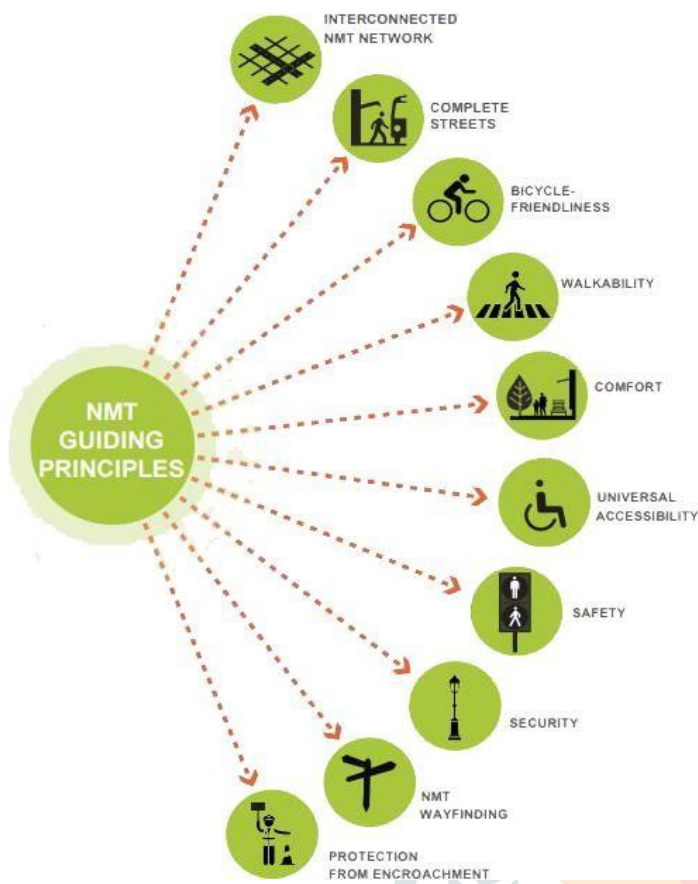 INTERCONNECTED
NMT NETWORK
COMPLETE
STREETS
BICYCLE-
FRIENDLINESS
WALKABILITY
COMFORT
NMT
GUIDING
PRINCIPLES
UNIVERSAL
ACCESSIBILITY
SAFETY
SECURITY
NMT
WAYFINDING
PROTECTION
FROM ENCROACHMENT